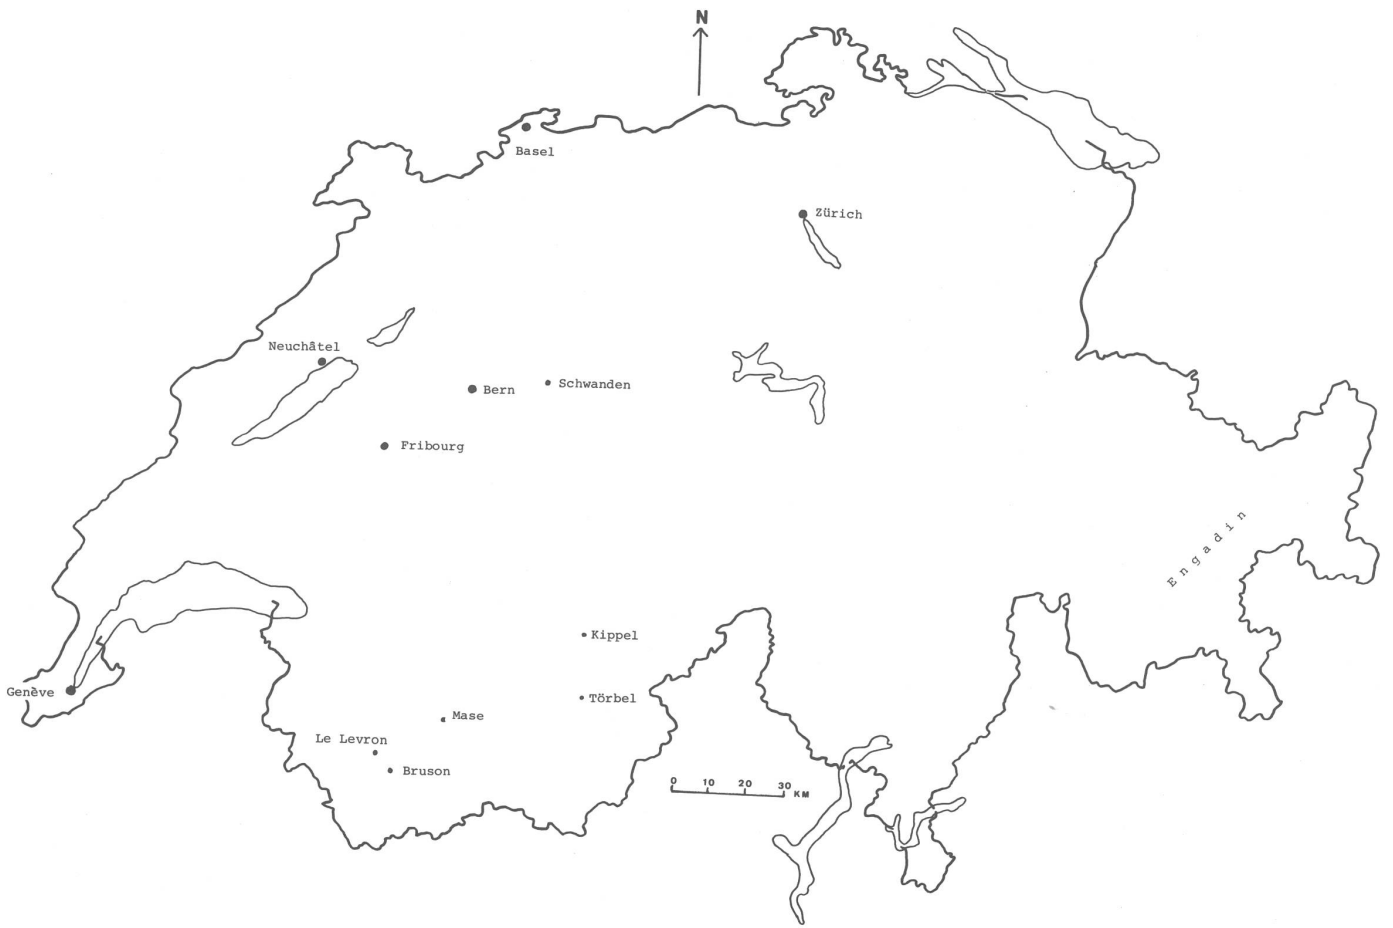 N
Basel
Zürich
Neuchâtel
Bern
Schwanden
Fribourg
Engadin
Kippel
Genève
Törbel
Mase
Le Levron
Bruson
0 10 20 30 KM